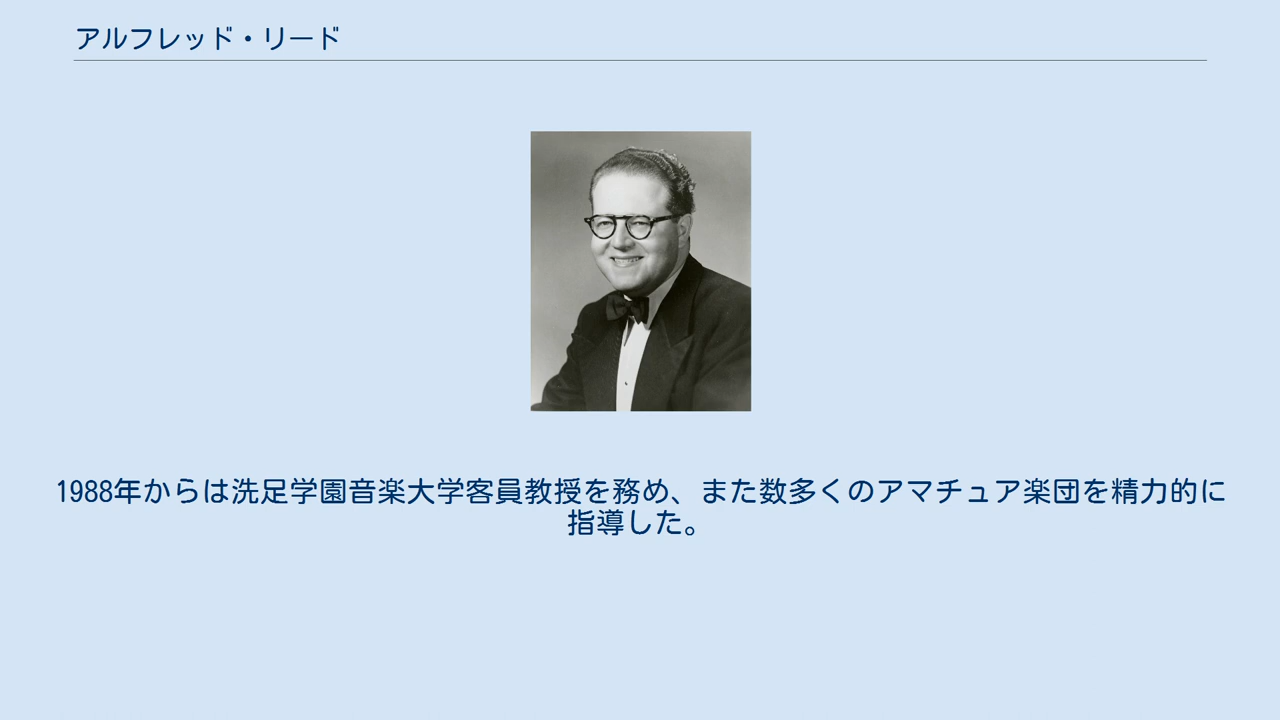 アルフレッド・リード
1988年からは洗足学園音楽大学客員教授を務め、また数多くのアマチュア楽団を精力的に
指導した。